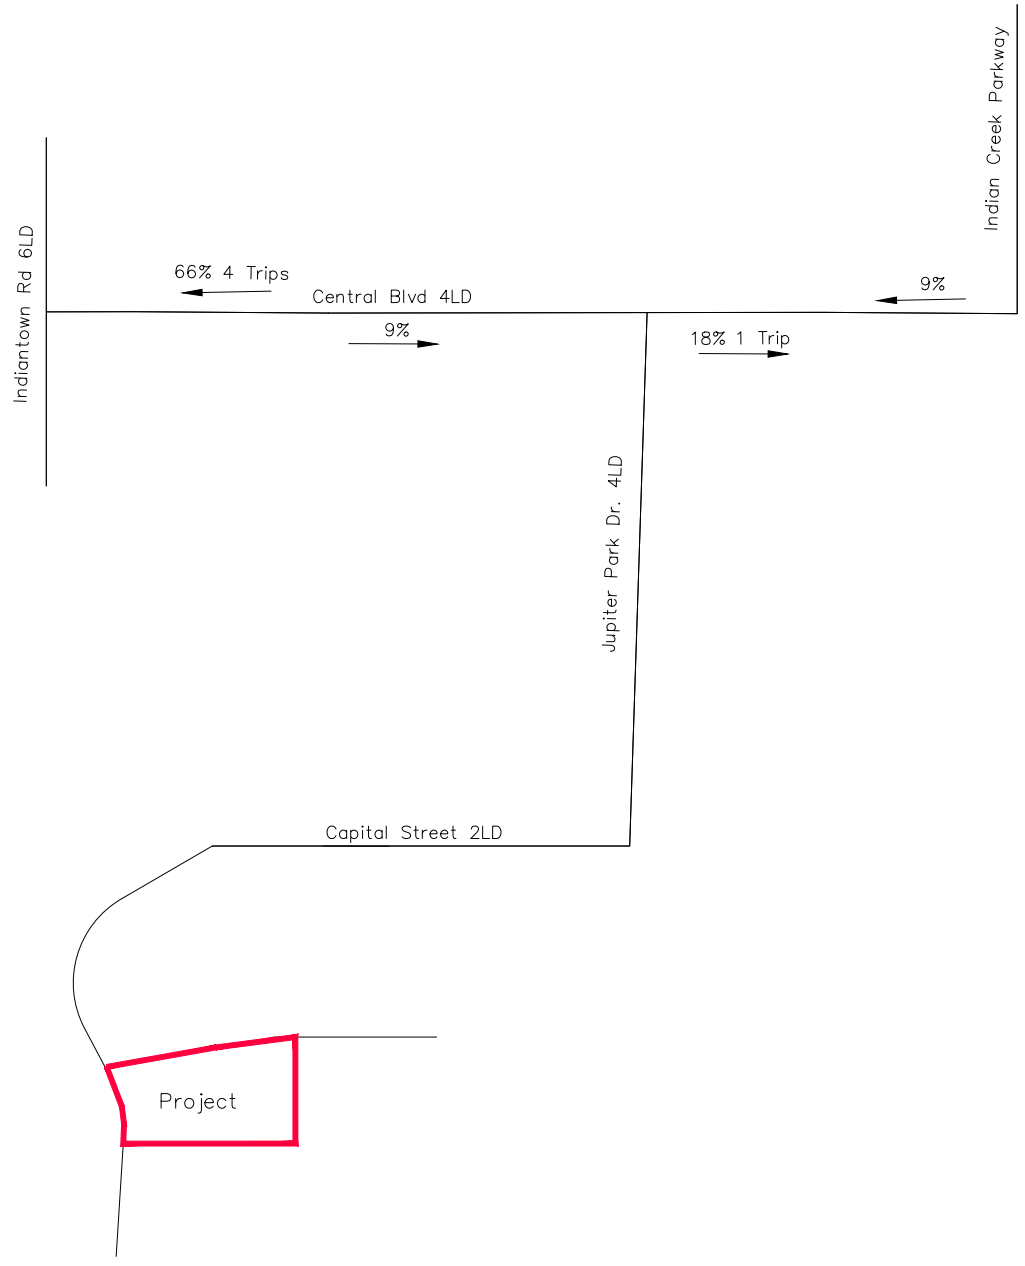 Indian Creek Parkway
Indiantown Rd 6LD
66% 4 Trips
Central Blvd 4LD
9%
9%
18% 1 Trip
Jupiter Park Dr. 4LD
Capital Street 2LD
Project